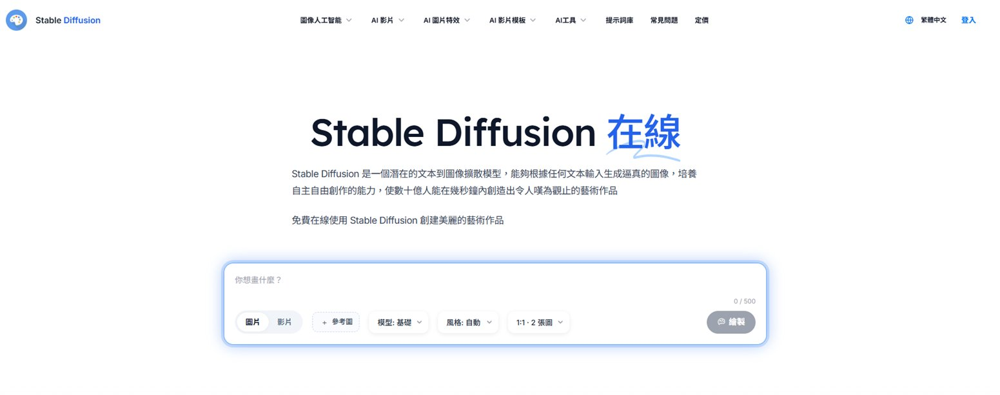 Stable Diffusion
圖像人工智能
AI 影片
AI 圖片特效
AI 影片模板
AI工具
提示詞庫
常見問題
定價
繁體中文
登入
Stable Diffusion 在線
Stable Diffusion 是一個潛在的文本到圖像擴散模型，能夠根據任何文本輸入生成逼真的圖像，培養
自主自由創作的能力，使數十億人能在幾秒鐘內創造出令人嘆為觀止的藝術作品
免費在線使用 Stable Diffusion 創建美麗的藝術作品
你想畫什麼？
0 / 500
圖片
影片
+ 參考圖
模型: 基礎
風格: 自動
1:1 · 2 張圖
繪製